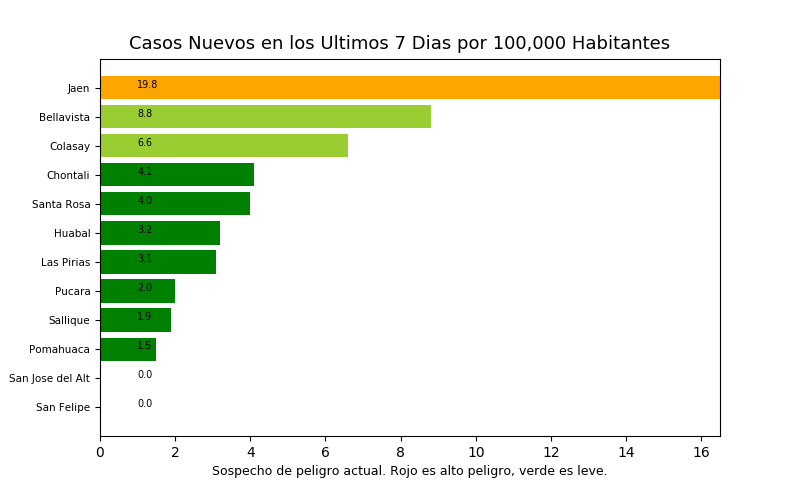 Casos Nuevos en los Ultimos 7 Dias por 100,000 Habitantes
Jaen 19.8
Bellavista 8.8
Colasay 6.6
Chontali 4.1
Santa Rosa 4.0
Huabal 3.2
Las Pirias 3.1
Pucara 2.0
Sallique 1.9
Pomahuaca 1.5
San Jose del Alt 0.0
San Felipe 0.0
0 2 4 6 8 10 12 14 16
Sospecho de peligro actual. Rojo es alto peligro, verde es leve.